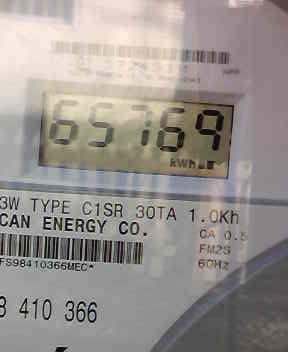 65769
kWh
3W TYPE C1SR 30TA 1.0Kh
CAN ENERGY CO.
CA 0.5
FM2S
60Hz
FS98410366MEC*
8 410 366